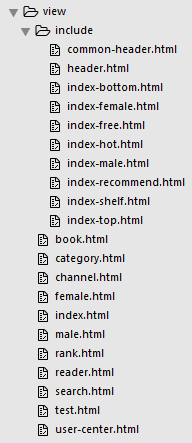 view
include
common-header.html
header.html
index-bottom.html
index-female.html
index-free.html
index-hot.html
index-male.html
index-recommend.html
index-shelf.html
index-top.html
book.html
category.html
channel.html
female.html
index.html
male.html
rank.html
reader.html
search.html
test.html
user-center.html